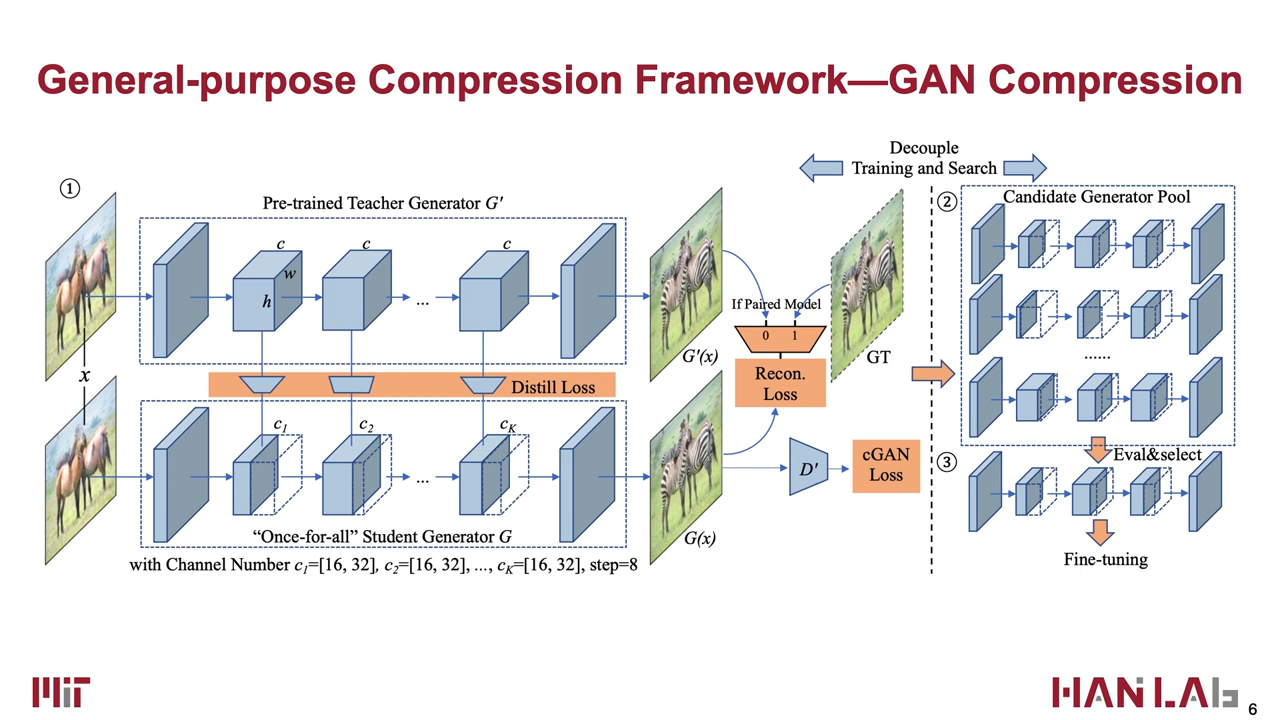 General-purpose Compression Framework—GAN Compression
①
Pre-trained Teacher Generator G'
c
c
c
w
h
...
x
Distill Loss
c₁
c₂
cK
...
“Once-for-all” Student Generator G
with Channel Number c₁=[16, 32], c₂=[16, 32], ..., cK=[16, 32], step=8
G'(x)
G(x)
If Paired Model
0 1
Recon.
Loss
GT
D'
cGAN
Loss
Decouple
Training and Search
②
Candidate Generator Pool
......
Eval&select
③
Fine-tuning
MIT
HAN LAb
6